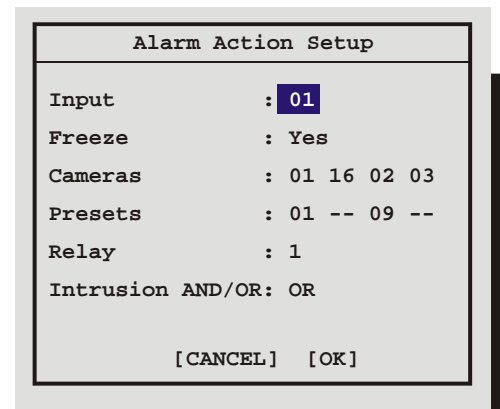 Alarm Action Setup
Input : 01
Freeze : Yes
Cameras : 01 16 02 03
Presets : 01 -- 09 --
Relay : 1
Intrusion AND/OR: OR
[CANCEL] [OK]